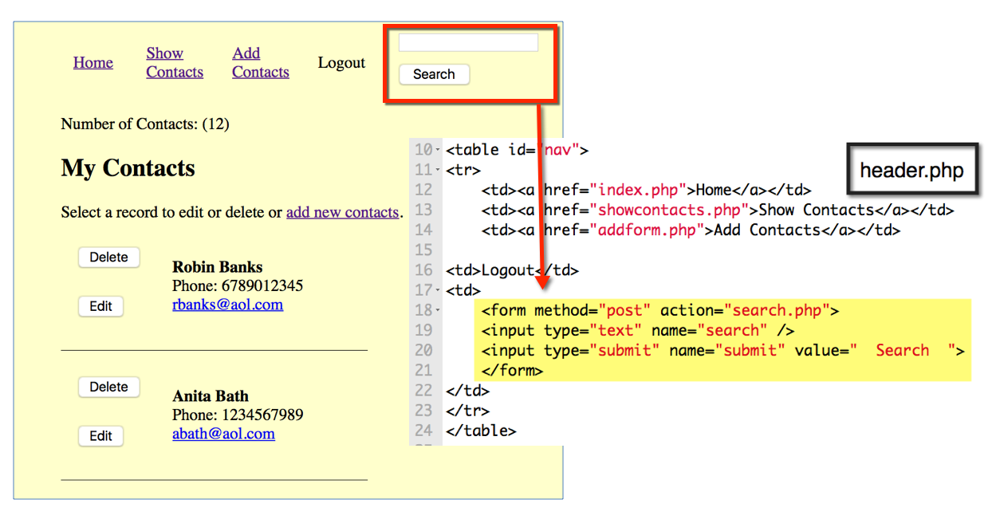 Home
Show
Contacts
Add
Contacts
Logout
Search
Number of Contacts: (12)
My Contacts
Select a record to edit or delete or add new contacts.
Delete
Edit
Robin Banks
Phone: 6789012345
rbanks@aol.com
Delete
Edit
Anita Bath
Phone: 1234567989
abath@aol.com
header.php
10 <table id="nav">
11 <tr>
12 <td><a href="index.php">Home</a></td>
13 <td><a href="showcontacts.php">Show Contacts</a></td>
14 <td><a href="addform.php">Add Contacts</a></td>
15
16 <td>Logout</td>
17 <td>
18 <form method="post" action="search.php">
19 <input type="text" name="search" />
20 <input type="submit" name="submit" value="  Search  ">
21 </form>
22 </td>
23 </tr>
24 </table>